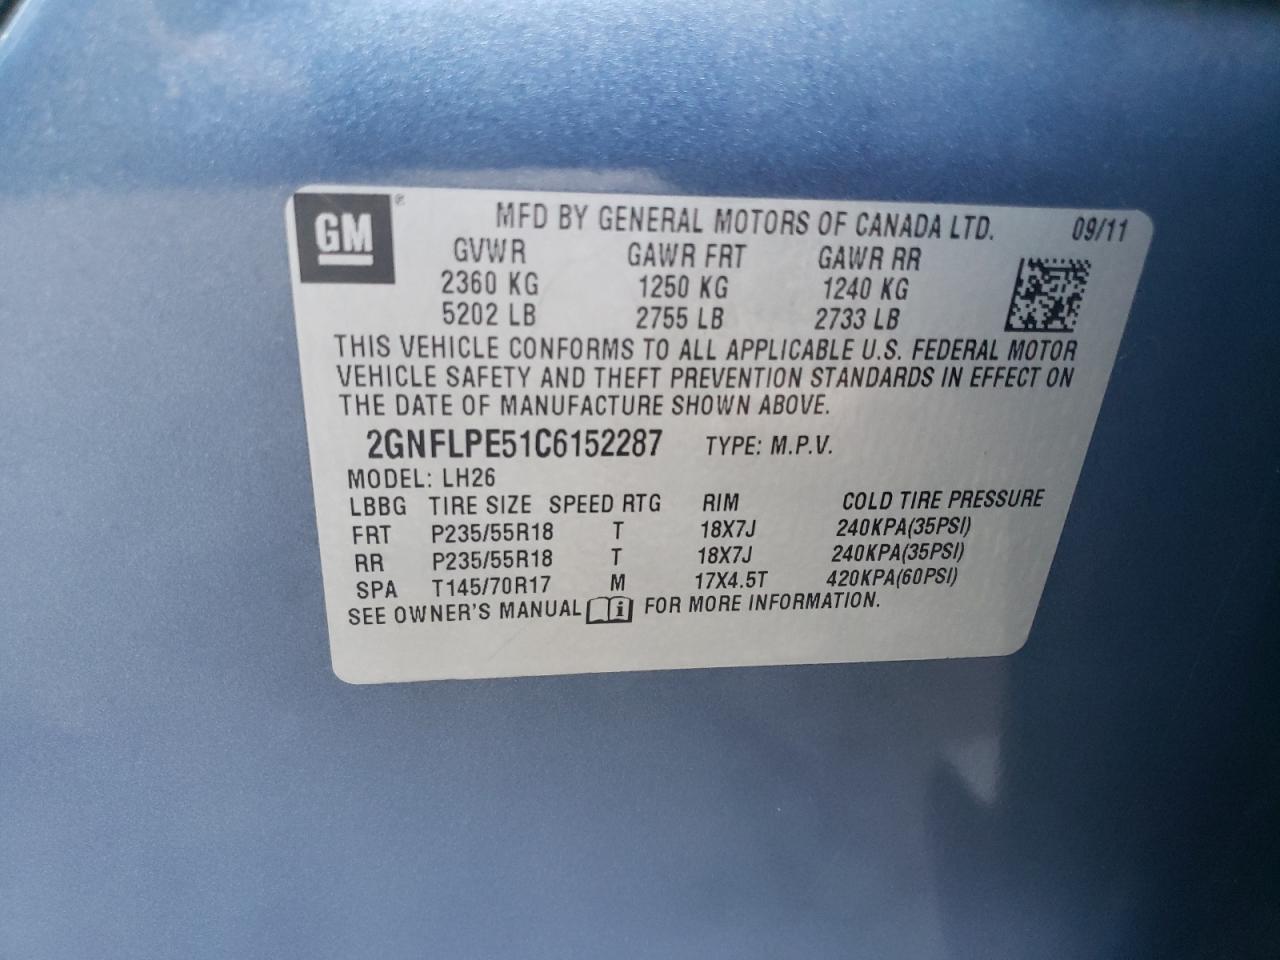 GM ® MFD BY GENERAL MOTORS OF CANADA LTD. 09/11
GVWR GAWR FRT GAWR RR
2360 KG 1250 KG 1240 KG
5202 LB 2755 LB 2733 LB
THIS VEHICLE CONFORMS TO ALL APPLICABLE U.S. FEDERAL MOTOR
VEHICLE SAFETY AND THEFT PREVENTION STANDARDS IN EFFECT ON
THE DATE OF MANUFACTURE SHOWN ABOVE.
2GNFLPE51C6152287 TYPE: M.P.V.
MODEL: LH26
LBBG TIRE SIZE SPEED RTG RIM COLD TIRE PRESSURE
FRT P235/55R18 T 18X7J 240KPA(35PSI)
RR P235/55R18 T 18X7J 240KPA(35PSI)
SPA T145/70R17 M 17X4.5T 420KPA(60PSI)
SEE OWNER'S MANUAL i FOR MORE INFORMATION.